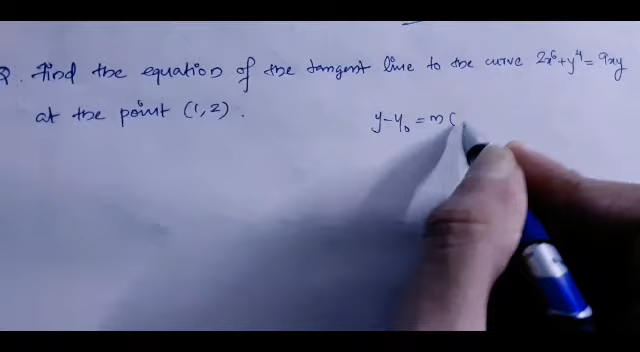 Q. Find the equation of the tangent line to the curve 2x⁶+y⁴=9xy
at the point (1,2).
y-y₀=m(